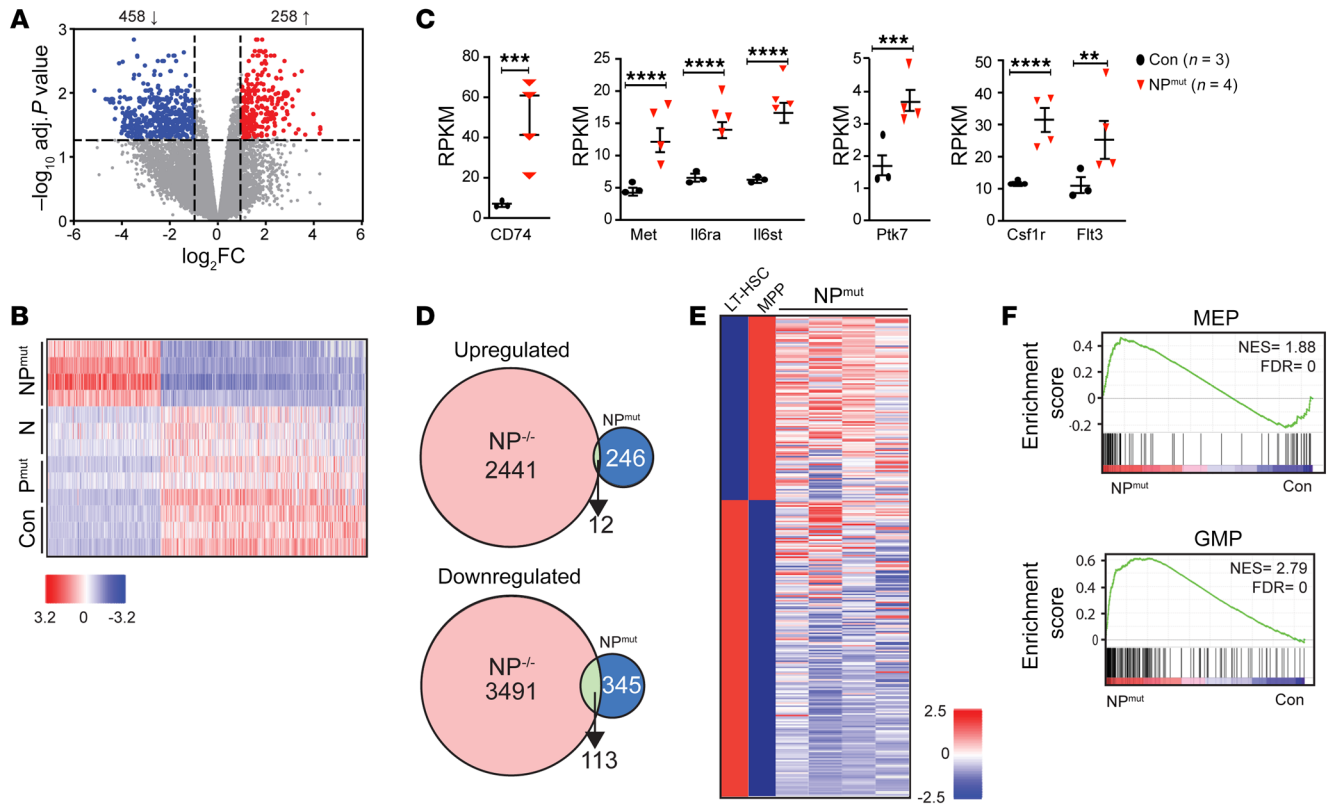 A
458 ↓
258 ↑
3
2
1
0
–log10 adj. P value
-6
-4
-2
0
2
4
6
log2FC
B
NPmut
N
Pmut
Con
3.2
0
-3.2
C
80
60
40
20
0
RPKM
***
CD74
25
20
15
10
5
0
RPKM
****
****
****
Met
Il6ra
Il6st
5
4
3
2
1
0
RPKM
***
Ptk7
50
40
30
20
10
0
RPKM
****
**
Csf1r
Flt3
Con (n = 3)
NPmut (n = 4)
D
Upregulated
NP-/-
2441
NPmut
246
12
Downregulated
NP-/-
3491
NPmut
345
113
E
LT-HSC
MPP
NPmut
2.5
0
-2.5
F
MEP
NES= 1.88
FDR= 0
0.4
0.2
0
-0.2
Enrichment
score
NPmut
Con
GMP
NES= 2.79
FDR= 0
0.6
0.4
0.2
0
Enrichment
score
NPmut
Con